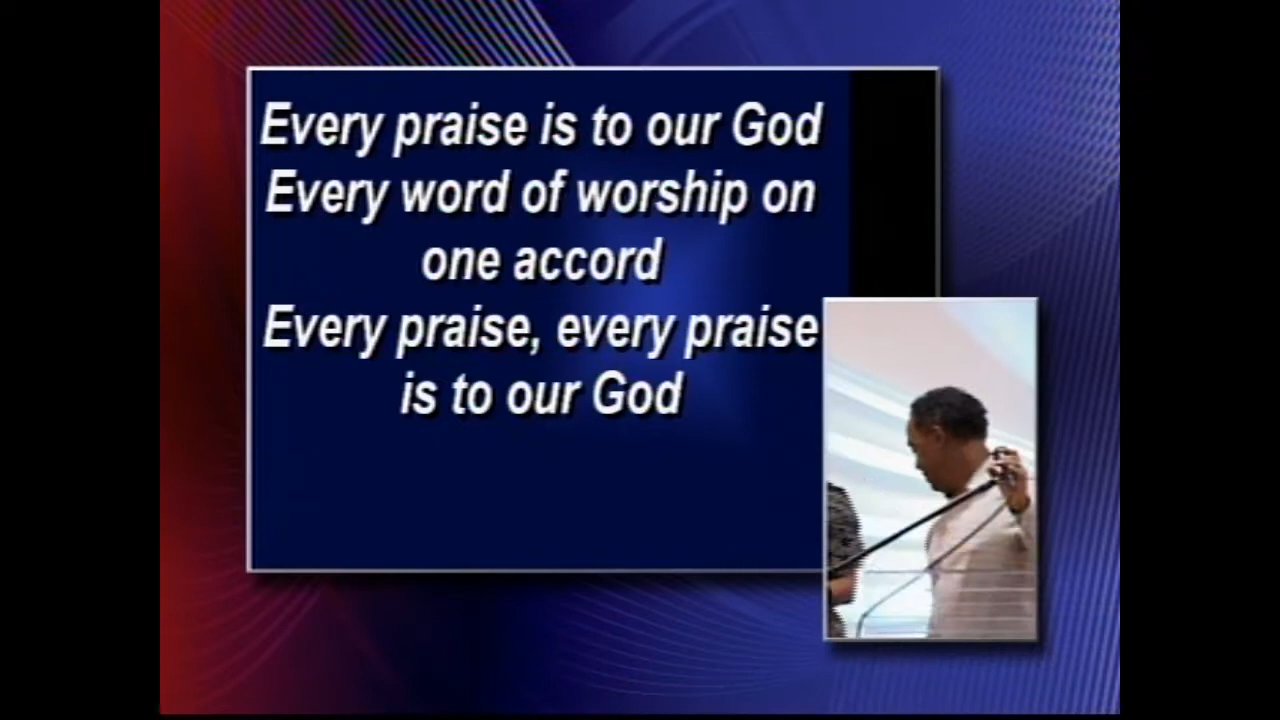 Every praise is to our God
Every word of worship on
one accord
Every praise, every praise
is to our God